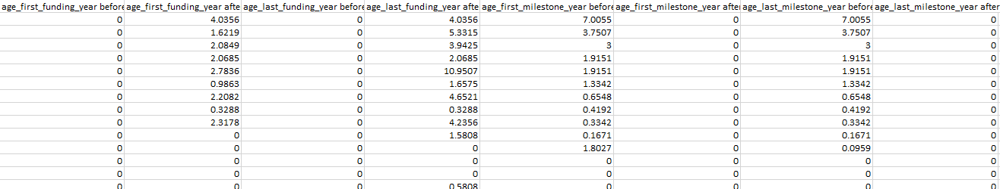 age_first_funding_year before age_first_funding_year afte age_last_funding_year before age_last_funding_year afte age_first_milestone_year before age_first_milestone_year after age_last_milestone_year before age_last_milestone_year after
0 4.0356 0 4.0356 7.0055 0 7.0055 0
0 1.6219 0 5.3315 3.7507 0 3.7507 0
0 2.0849 0 3.9425 3 0 3 0
0 2.0685 0 2.0685 1.9151 0 1.9151 0
0 2.7836 0 10.9507 1.9151 0 1.9151 0
0 0.9863 0 1.6575 1.3342 0 1.3342 0
0 2.2082 0 4.6521 0.6548 0 0.6548 0
0 0.3288 0 0.3288 0.4192 0 0.4192 0
0 2.3178 0 4.2356 0.3342 0 0.3342 0
0 0 0 1.5808 0.1671 0 0.1671 0
0 0 0 0 1.8027 0 0.0959 0
0 0 0 0 0 0 0 0
0 0 0 0 0 0 0 0
0 0 0 0.5808 0 0 0 0